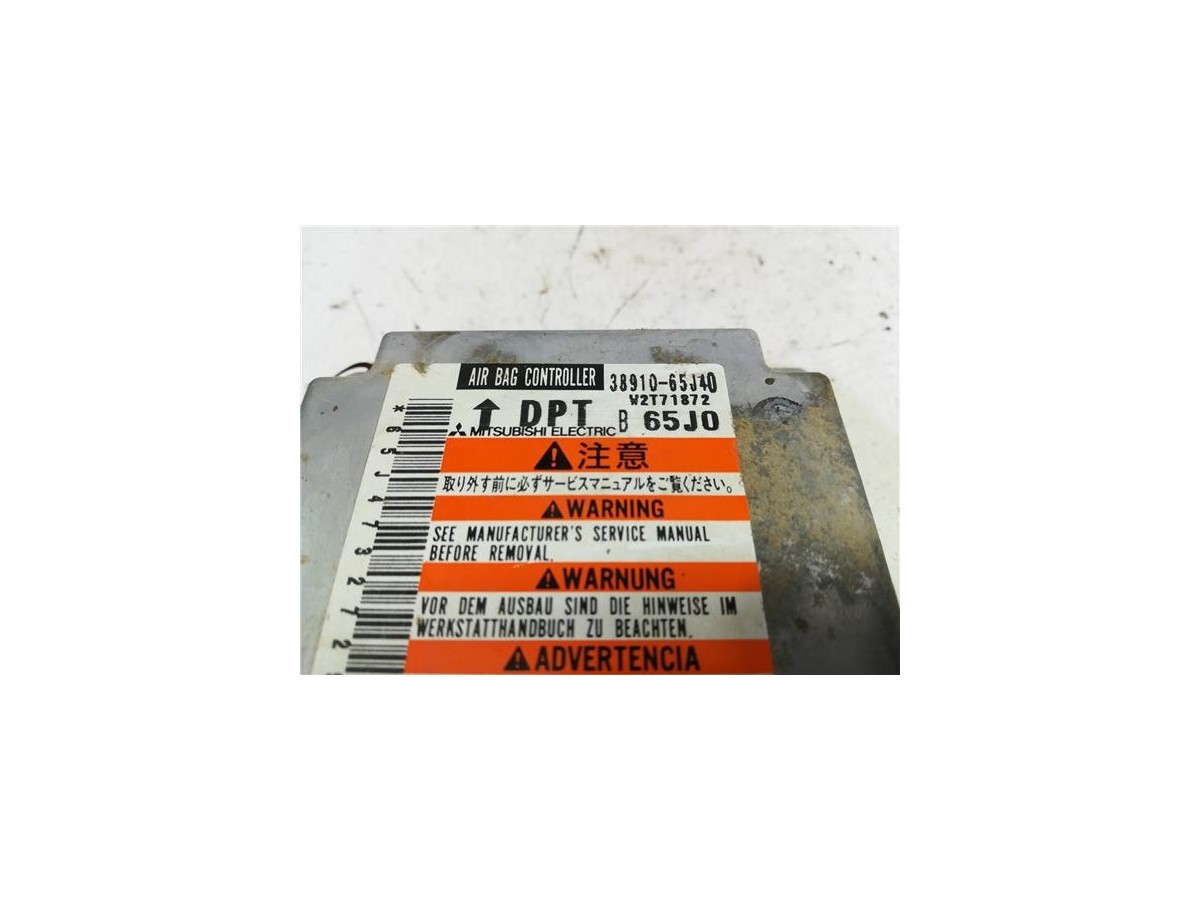 AIR BAG CONTROLLER 38910-65J40
W2T71872
DPT B 65J0
MITSUBISHI ELECTRIC
注意
取り外す前に必ずサービスマニュアルをご覧ください。
WARNING
SEE MANUFACTURER'S SERVICE MANUAL
BEFORE REMOVAL.
WARNUNG
VOR DEM AUSBAU SIND DIE HINWEISE IM
WERKSTATTHANDBUCH ZU BEACHTEN.
ADVERTENCIA
*65J473272